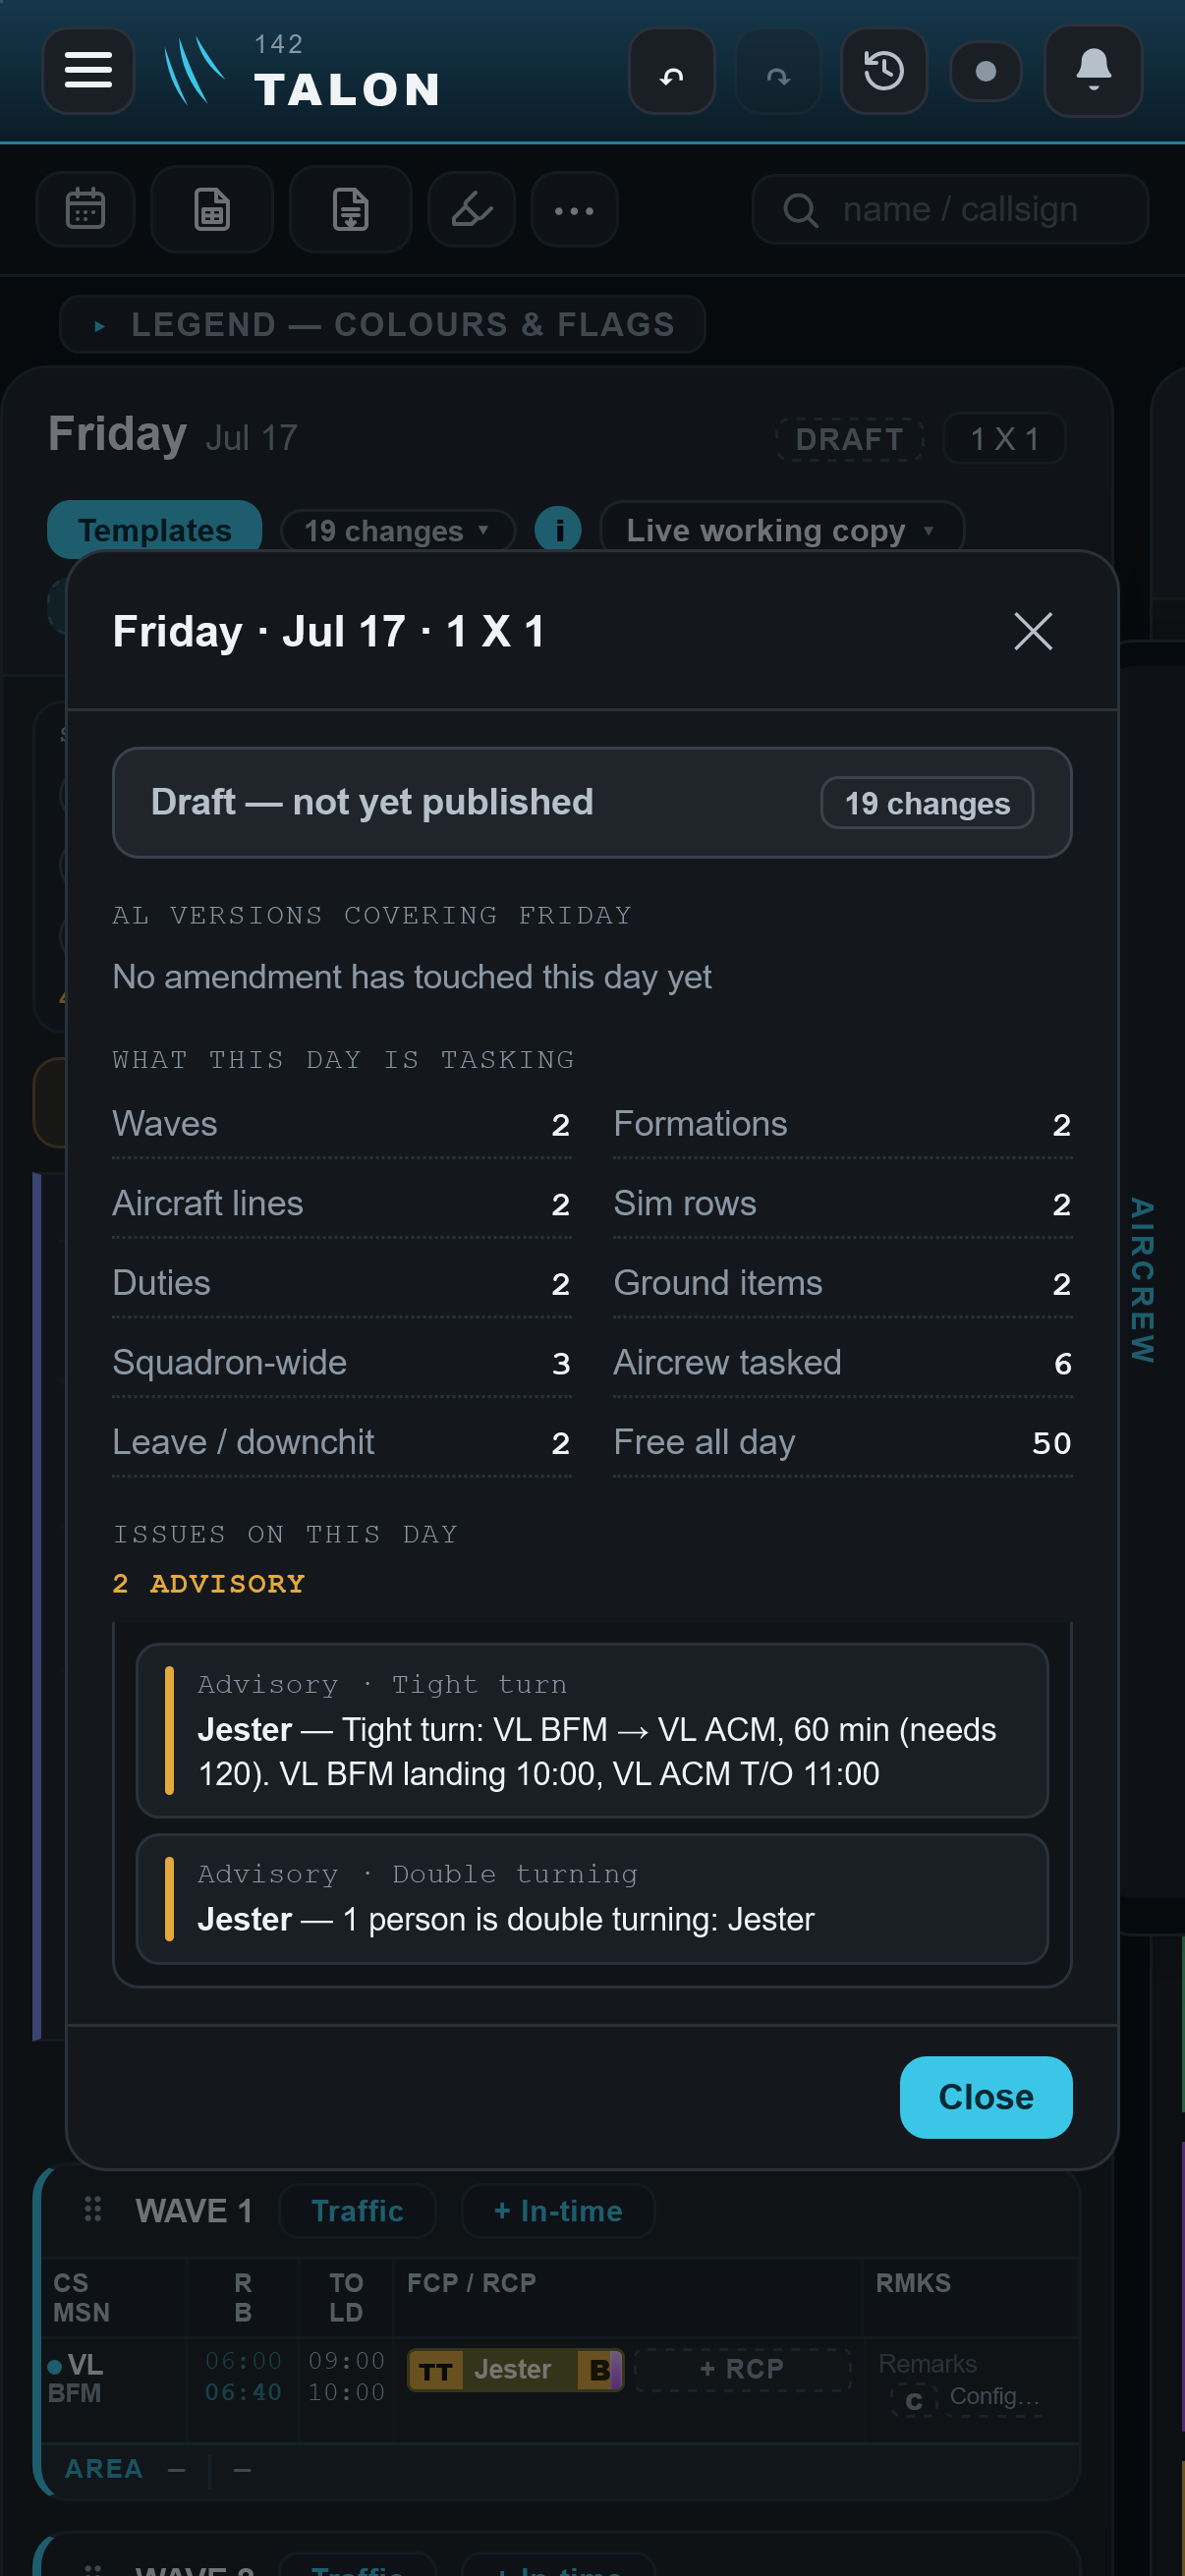 142
TALON
name / callsign
LEGEND — COLOURS & FLAGS
Friday Jul 17
DRAFT
1 X 1
Templates
19 changes
i
Live working copy
Friday · Jul 17 · 1 X 1
Draft — not yet published
19 changes
AL VERSIONS COVERING FRIDAY
No amendment has touched this day yet
WHAT THIS DAY IS TASKING
Waves 2
Formations 2
Aircraft lines 2
Sim rows 2
Duties 2
Ground items 2
Squadron-wide 3
Aircrew tasked 6
Leave / downchit 2
Free all day 50
AIRCREW
ISSUES ON THIS DAY
2 ADVISORY
Advisory · Tight turn
Jester — Tight turn: VL BFM → VL ACM, 60 min (needs
120). VL BFM landing 10:00, VL ACM T/O 11:00
Advisory · Double turning
Jester — 1 person is double turning: Jester
Close
WAVE 1
Traffic
+ In-time
CS
MSN
R
B
TO
LD
FCP / RCP
RMKS
VL
BFM
06:00
06:40
09:00
10:00
TT Jester B
+ RCP
Remarks
C Config...
AREA — | —
Traffic
+ In-time